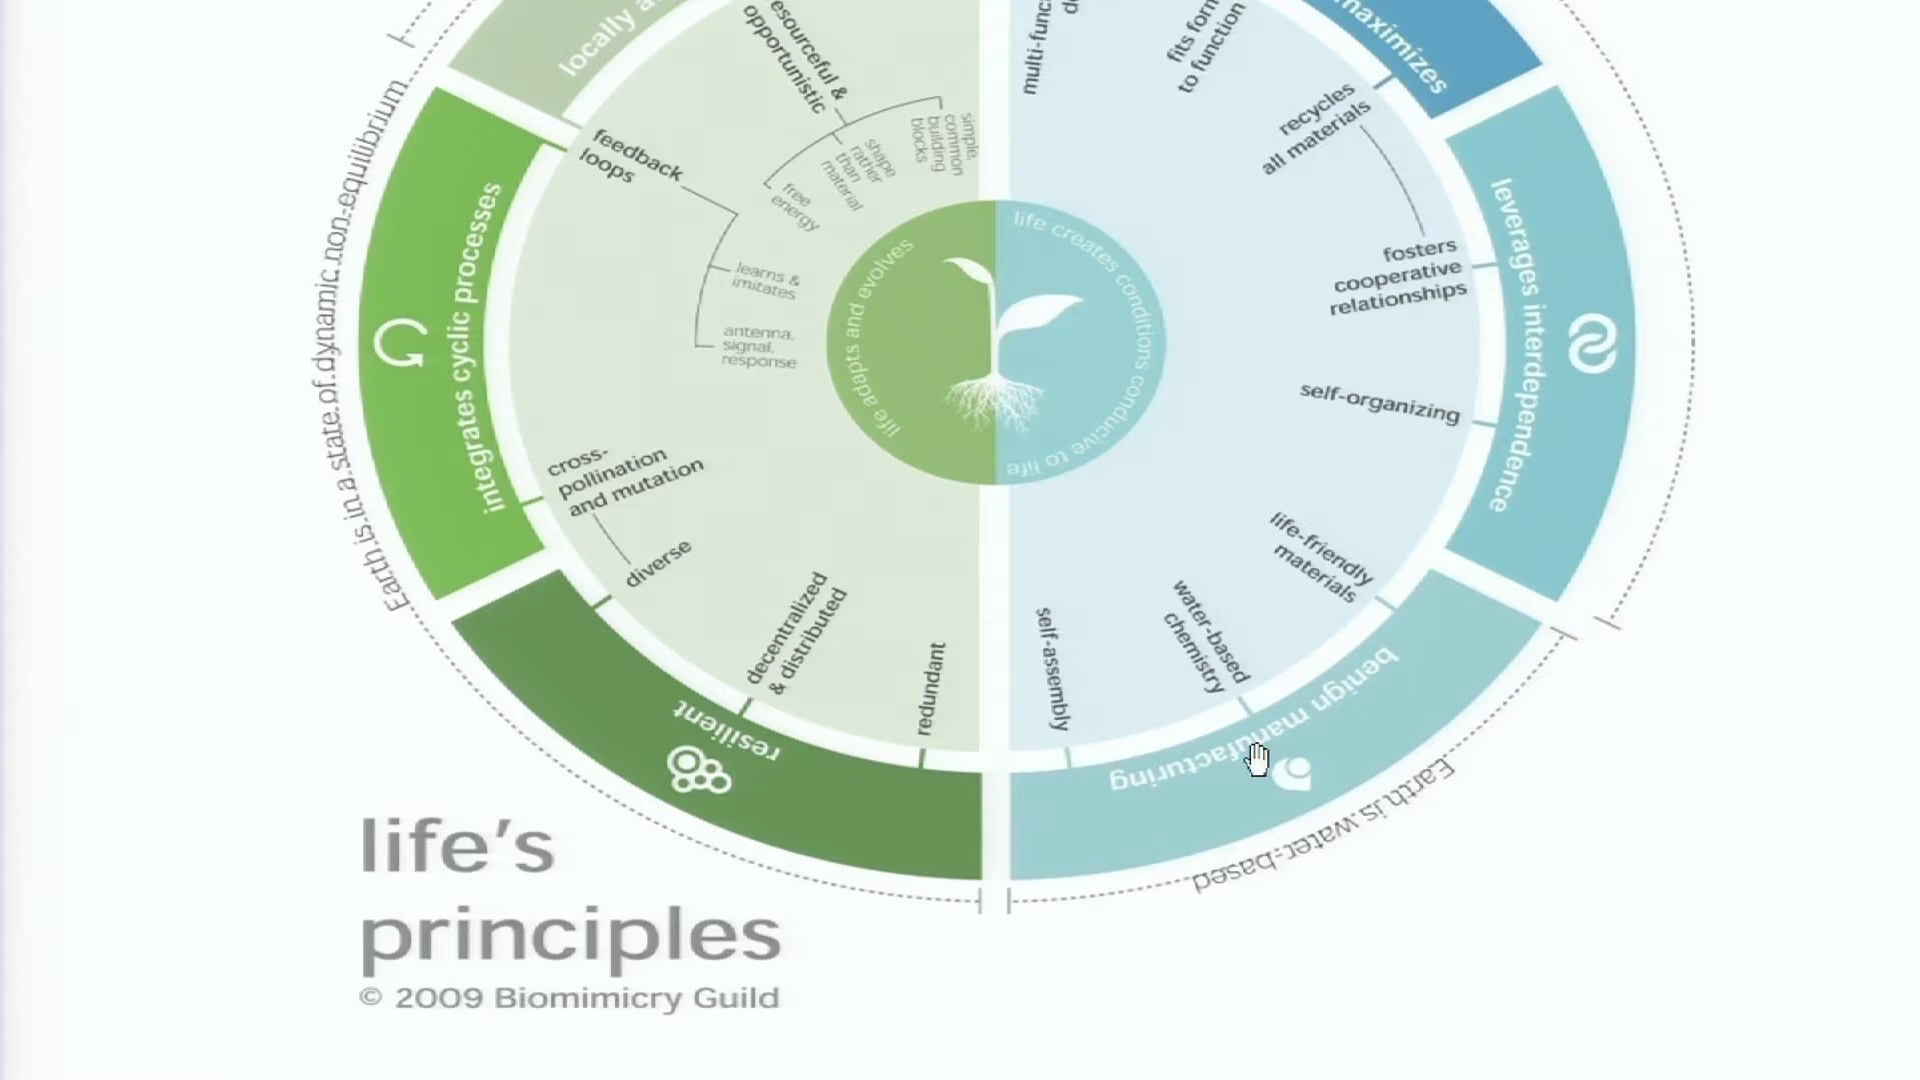 locally
resourceful &
opportunistic
simple,
common
building
blocks
shape
rather
than
material
free
energy
feedback
loops
learns &
imitates
antenna,
signal,
response
integrates cyclic processes
Earth is in a state of dynamic non-equilibrium
cross-
pollination
and mutation
diverse
decentralized
& distributed
redundant
resilient
life adapts and evolves
life creates conditions conducive to life
fits form
to function
maximizes
recycles
all materials
fosters
cooperative
relationships
leverages interdependence
self-organizing
life-friendly
materials
water-based
chemistry
self-assembly
benign manufacturing
Earth is water-based
life's
principles
© 2009 Biomimicry Guild